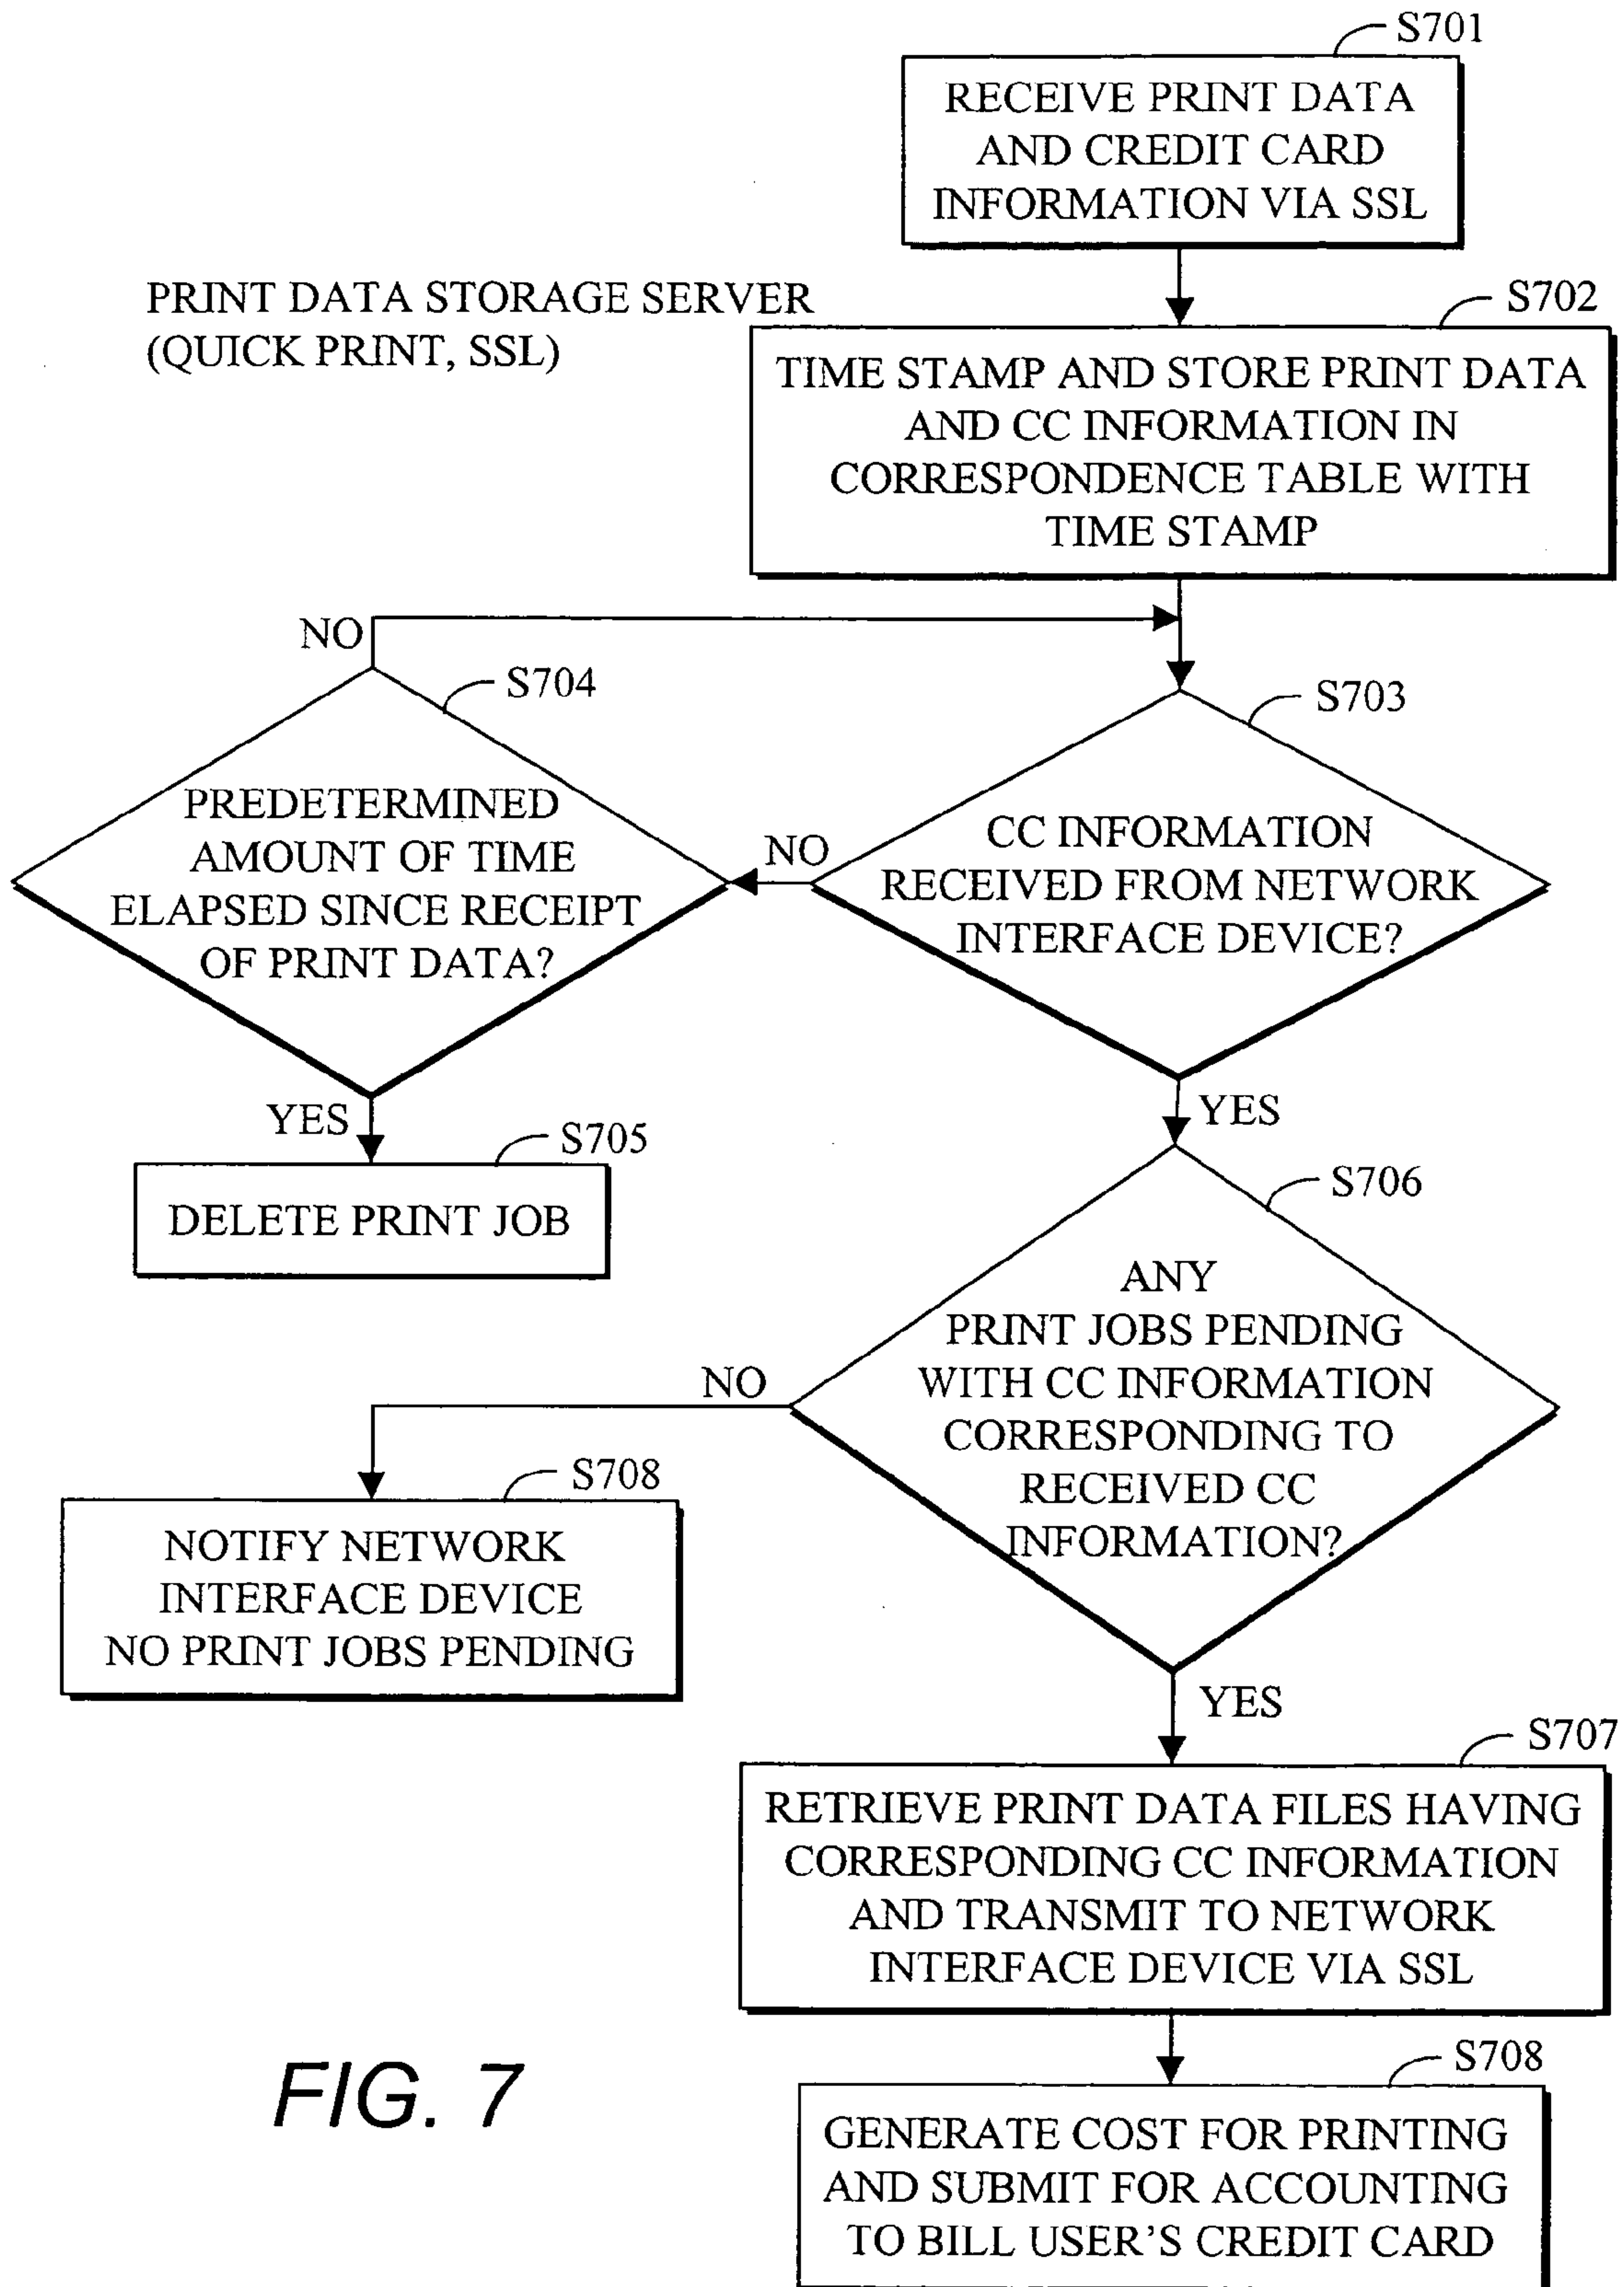 S701
RECEIVE PRINT DATA
AND CREDIT CARD
INFORMATION VIA SSL
PRINT DATA STORAGE SERVER
(QUICK PRINT, SSL)
S702
TIME STAMP AND STORE PRINT DATA
AND CC INFORMATION IN
CORRESPONDENCE TABLE WITH
TIME STAMP
NO
S704
PREDETERMINED
AMOUNT OF TIME
ELAPSED SINCE RECEIPT
OF PRINT DATA?
NO
S703
CC INFORMATION
RECEIVED FROM NETWORK
INTERFACE DEVICE?
YES
S705
DELETE PRINT JOB
YES
S706
ANY
PRINT JOBS PENDING
WITH CC INFORMATION
CORRESPONDING TO
RECEIVED CC
INFORMATION?
NO
S708
NOTIFY NETWORK
INTERFACE DEVICE
NO PRINT JOBS PENDING
YES
S707
RETRIEVE PRINT DATA FILES HAVING
CORRESPONDING CC INFORMATION
AND TRANSMIT TO NETWORK
INTERFACE DEVICE VIA SSL
S708
GENERATE COST FOR PRINTING
AND SUBMIT FOR ACCOUNTING
TO BILL USER'S CREDIT CARD
FIG. 7